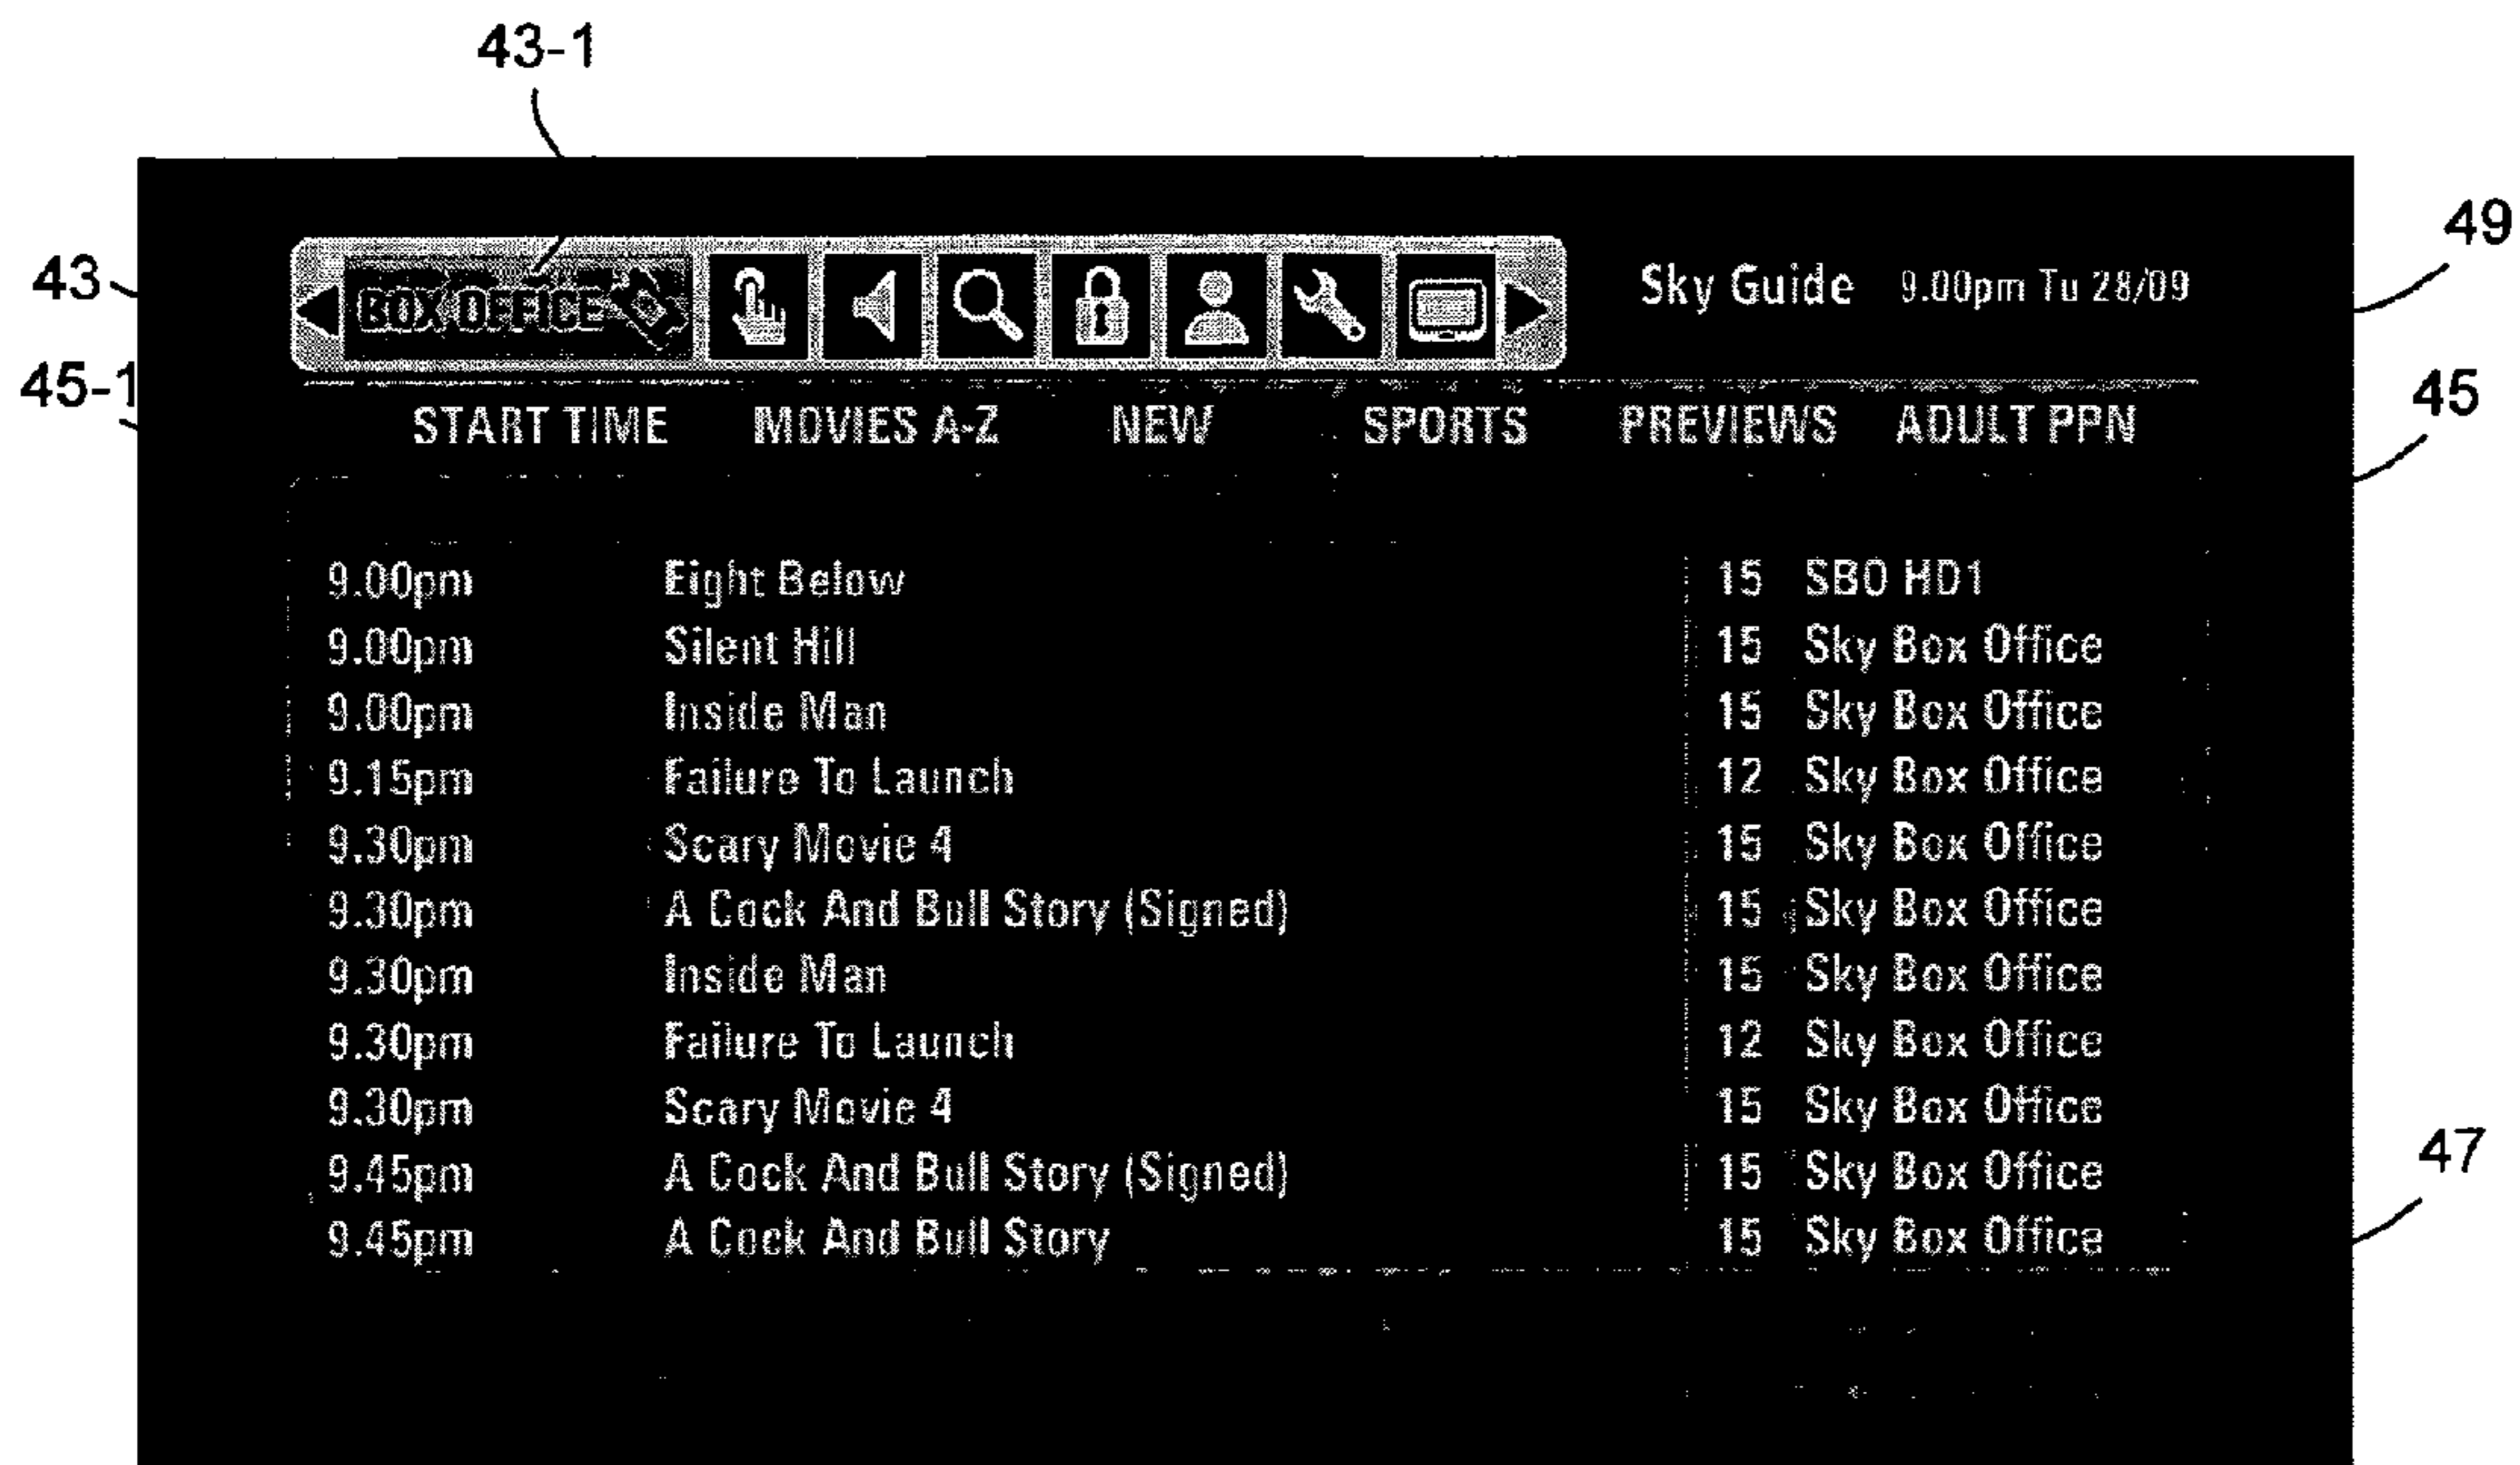 43-1
43
BOX OFFICE
Sky Guide 9.00pm Tu 28/09
49
45-1
START TIME MOVIES A-Z NEW SPORTS PREVIEWS ADULT PPN
45
9.00pm Eight Below 15 SBO HD1
9.00pm Silent Hill 15 Sky Box Office
9.00pm Inside Man 15 Sky Box Office
9.15pm Failure To Launch 12 Sky Box Office
9.30pm Scary Movie 4 15 Sky Box Office
9.30pm A Cock And Bull Story (Signed) 15 Sky Box Office
9.30pm Inside Man 15 Sky Box Office
9.30pm Failure To Launch 12 Sky Box Office
9.30pm Scary Movie 4 15 Sky Box Office
9.45pm A Cock And Bull Story (Signed) 15 Sky Box Office
47
9.45pm A Cock And Bull Story 15 Sky Box Office